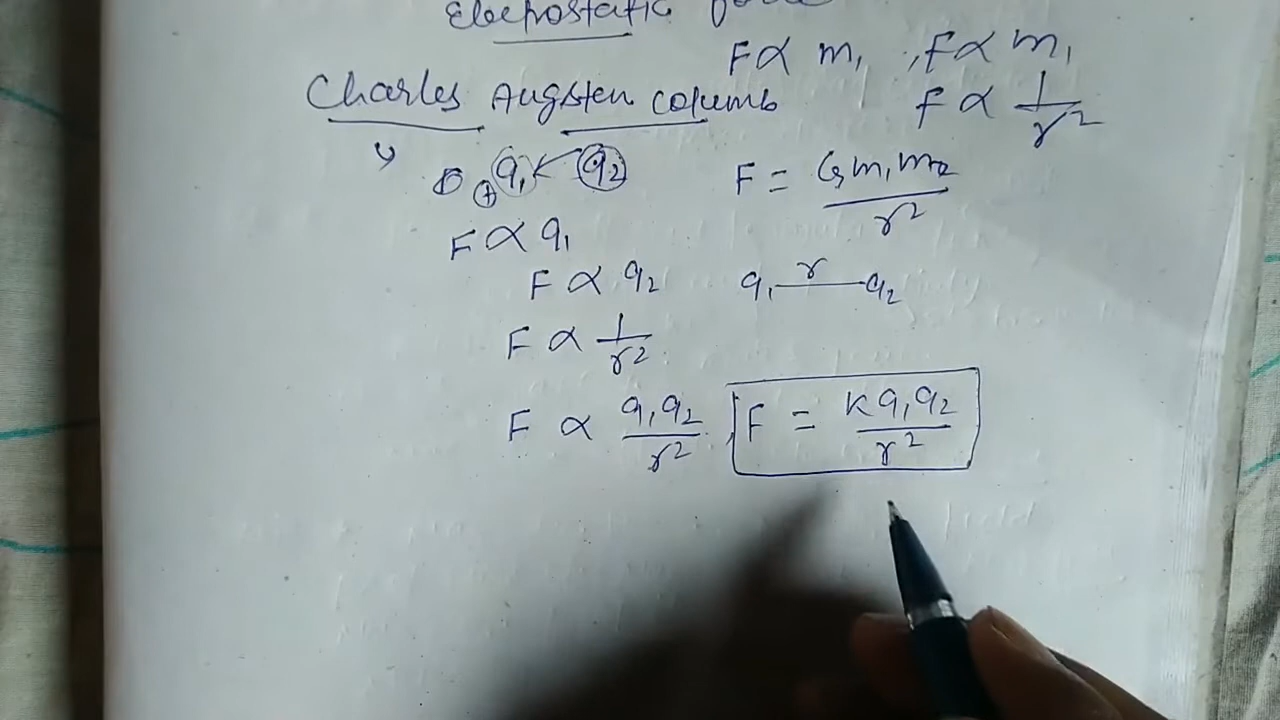 Electrostatic force
F ∝ m₁ , F ∝ m₁
Charles Augsten columb
F ∝ 1/r²
+ q₁ q₂
F = G m₁ m₂ / r²
F ∝ q₁
F ∝ q₂
q₁ r q₂
F ∝ 1/r²
F ∝ q₁q₂/r²
F = K q₁q₂/r²